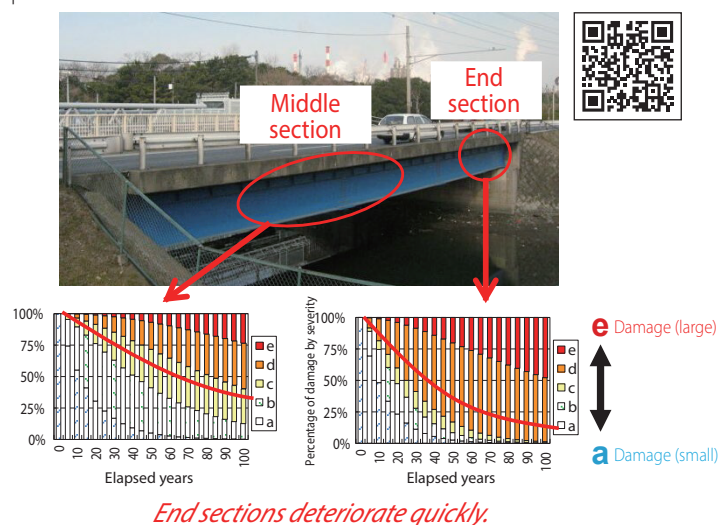 Middle
section
End
section
100%
75%
50%
25%
0%
0
10
20
30
40
50
60
70
80
90
100
Elapsed years
e
d
c
b
a
Percentage of damage by severity
100%
75%
50%
25%
0%
0
10
20
30
40
50
60
70
80
90
100
Elapsed years
e
d
c
b
a
e Damage (large)
a Damage (small)
End sections deteriorate quickly.